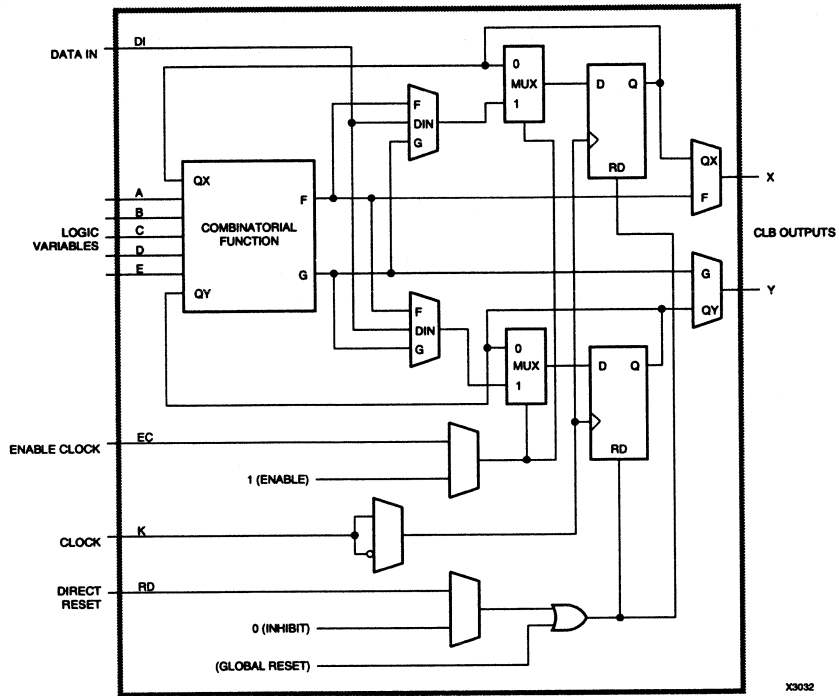 DATA IN
DI
0
MUX
1
D Q
RD
F
DIN
G
QX
F
X
CLB OUTPUTS
G
QY
Y
LOGIC
VARIABLES
A
B
C
D
E
QX
COMBINATORIAL
FUNCTION
F
G
QY
F
DIN
G
0
MUX
1
D Q
RD
ENABLE CLOCK
EC
1 (ENABLE)
CLOCK
K
DIRECT
RESET
RD
0 (INHIBIT)
(GLOBAL RESET)
X3032